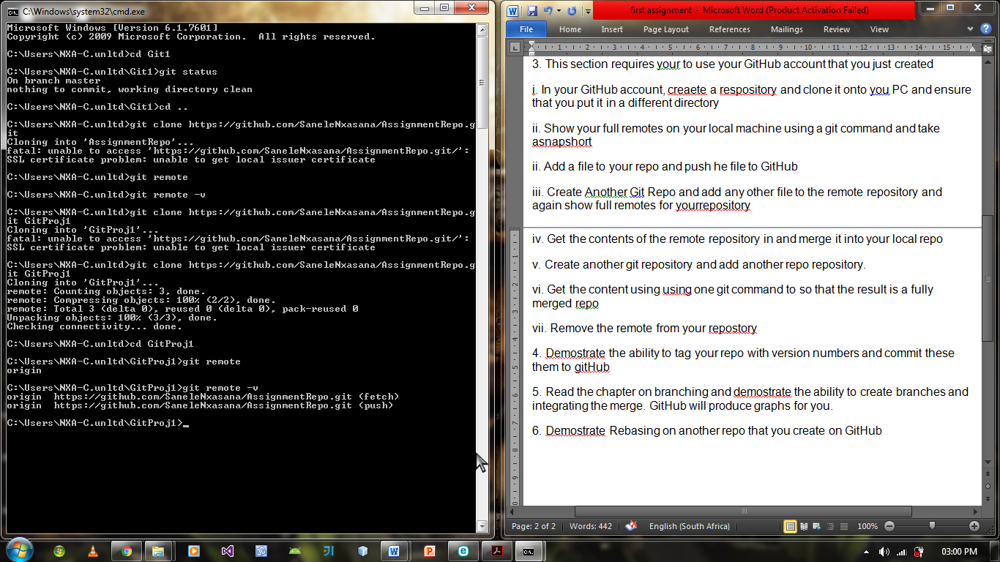 C:\Windows\system32\cmd.exe
Microsoft Windows [Version 6.1.7601]
Copyright (c) 2009 Microsoft Corporation.  All rights reserved.
C:\Users\NXA-C.unltd>cd Git1
C:\Users\NXA-C.unltd\Git1>git status
On branch master
nothing to commit, working directory clean
C:\Users\NXA-C.unltd\Git1>cd ..
C:\Users\NXA-C.unltd>git clone https://github.com/SaneleNxasana/AssignmentRepo.g
it
Cloning into 'AssignmentRepo'...
fatal: unable to access 'https://github.com/SaneleNxasana/AssignmentRepo.git/':
SSL certificate problem: unable to get local issuer certificate
C:\Users\NXA-C.unltd>git remote
C:\Users\NXA-C.unltd>git remote -v
C:\Users\NXA-C.unltd>git clone https://github.com/SaneleNxasana/AssignmentRepo.g
it GitProj1
Cloning into 'GitProj1'...
fatal: unable to access 'https://github.com/SaneleNxasana/AssignmentRepo.git/':
SSL certificate problem: unable to get local issuer certificate
C:\Users\NXA-C.unltd>git clone https://github.com/SaneleNxasana/AssignmentRepo.g
it GitProj1
Cloning into 'GitProj1'...
remote: Counting objects: 3, done.
remote: Compressing objects: 100% (2/2), done.
remote: Total 3 (delta 0), reused 0 (delta 0), pack-reused 0
Unpacking objects: 100% (3/3), done.
Checking connectivity... done.
C:\Users\NXA-C.unltd>cd GitProj1
C:\Users\NXA-C.unltd\GitProj1>git remote
origin
C:\Users\NXA-C.unltd\GitProj1>git remote -v
origin  https://github.com/SaneleNxasana/AssignmentRepo.git (fetch)
origin  https://github.com/SaneleNxasana/AssignmentRepo.git (push)
C:\Users\NXA-C.unltd\GitProj1>_
first assignment - Microsoft Word (Product Activation Failed)
File Home Insert Page Layout References Mailings Review View
1 2 3 4 5 6 7 8 9 10 11 12 13 14 15
3. This section requires your to use your GitHub account that you just created
i. In your GitHub account, creaete a respository and clone it onto you PC and ensure
that you put it in a different directory
ii. Show your full remotes on your local machine using a git command and take
asnapshort
ii. Add a file to your repo and push he file to GitHub
iii. Create Another Git Repo and add any other file to the remote repository and
again show full remotes for yourrepository
iv. Get the contents of the remote repository in and merge it into your local repo
v. Create another git repository and add another repo repository.
vi. Get the content using using one git command to so that the result is a fully
merged repo
vii. Remove the remote from your repostory
4. Demostrate the ability to tag your repo with version numbers and commit these
them to gitHub
5. Read the chapter on branching and demostrate the ability to create branches and
integrating the merge. GitHub will produce graphs for you.
6. Demostrate Rebasing on another repo that you create on GitHub
Page: 2 of 2 Words: 442 English (South Africa) 100%
03:00 PM